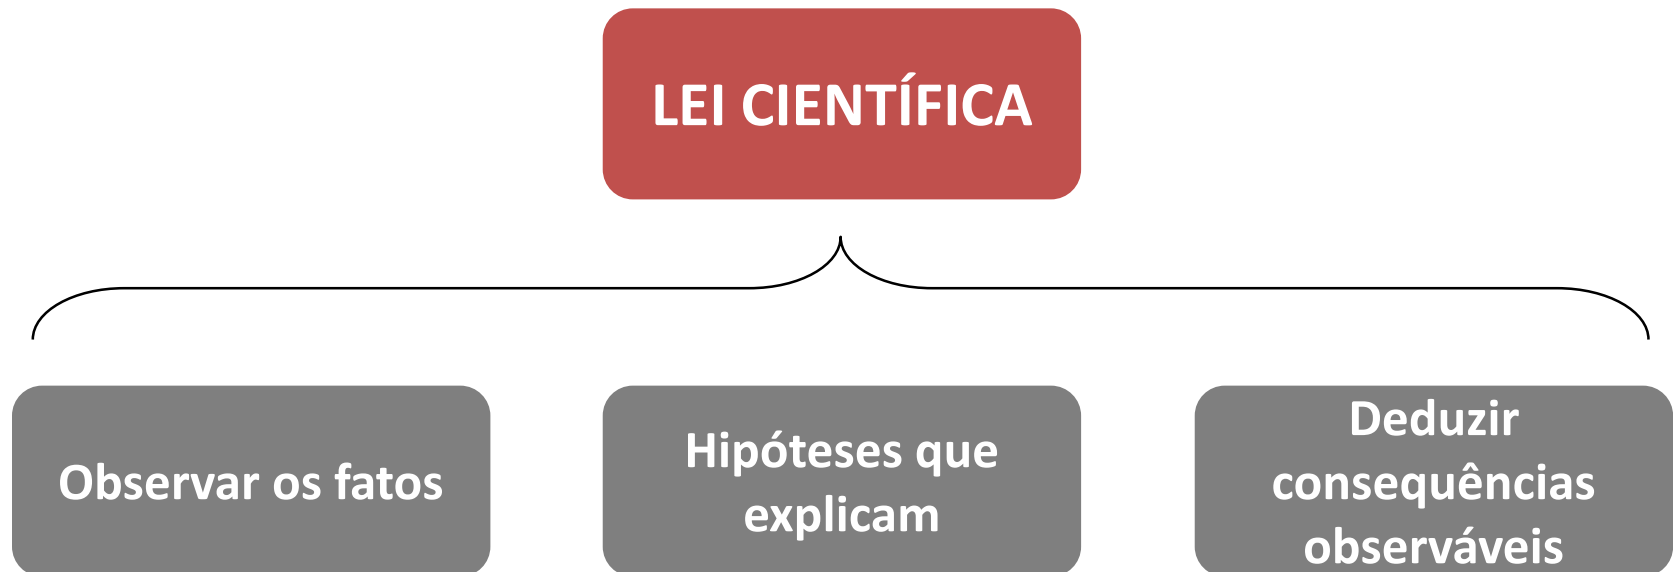 LEI CIENTÍFICA
Observar os fatos
Hipóteses que
explicam
Deduzir
consequências
observáveis